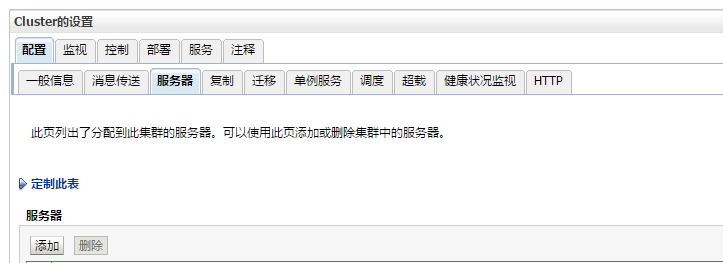 Cluster的设置
配置 监视 控制 部署 服务 注释
一般信息 消息传送 服务器 复制 迁移 单例服务 调度 超载 健康状况监视 HTTP
此页列出了分配到此集群的服务器。可以使用此页添加或删除集群中的服务器。
定制此表
服务器
添加 删除